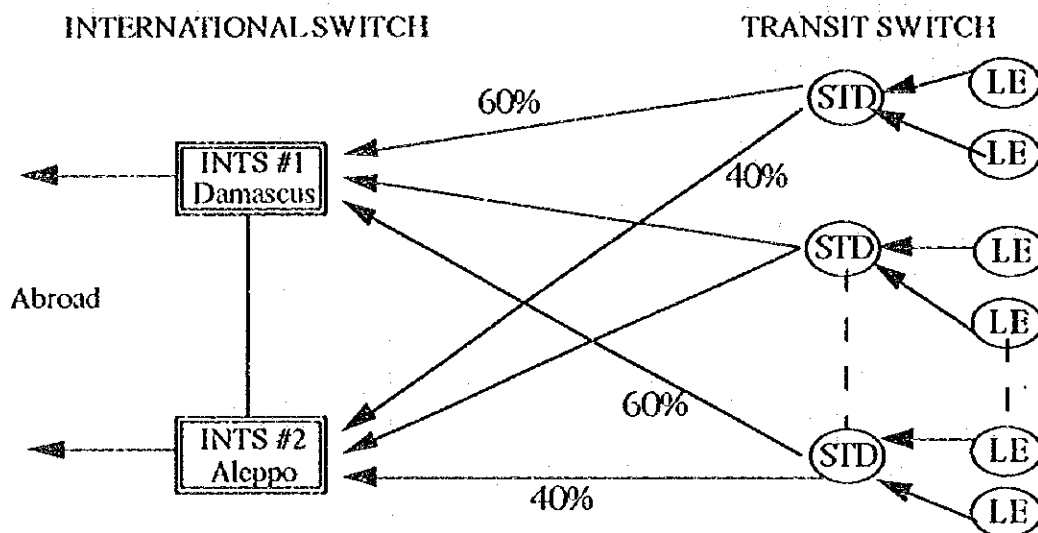 INTERNATIONAL SWITCH
TRANSIT SWITCH
LE
60%
STD
INTS #1
Damascus
LE
40%
STD
LE
Abroad
LE
60%
INTS #2
Aleppo
STD
LE
40%
LE